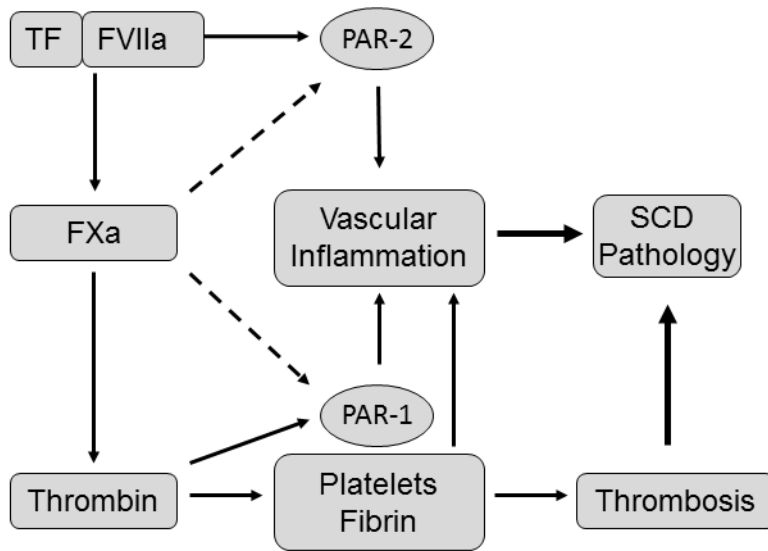 TF FVIIa PAR-2
Vascular
Inflammation
SCD
Pathology
FXa
PAR-1
Thrombin
Platelets
Fibrin
Thrombosis